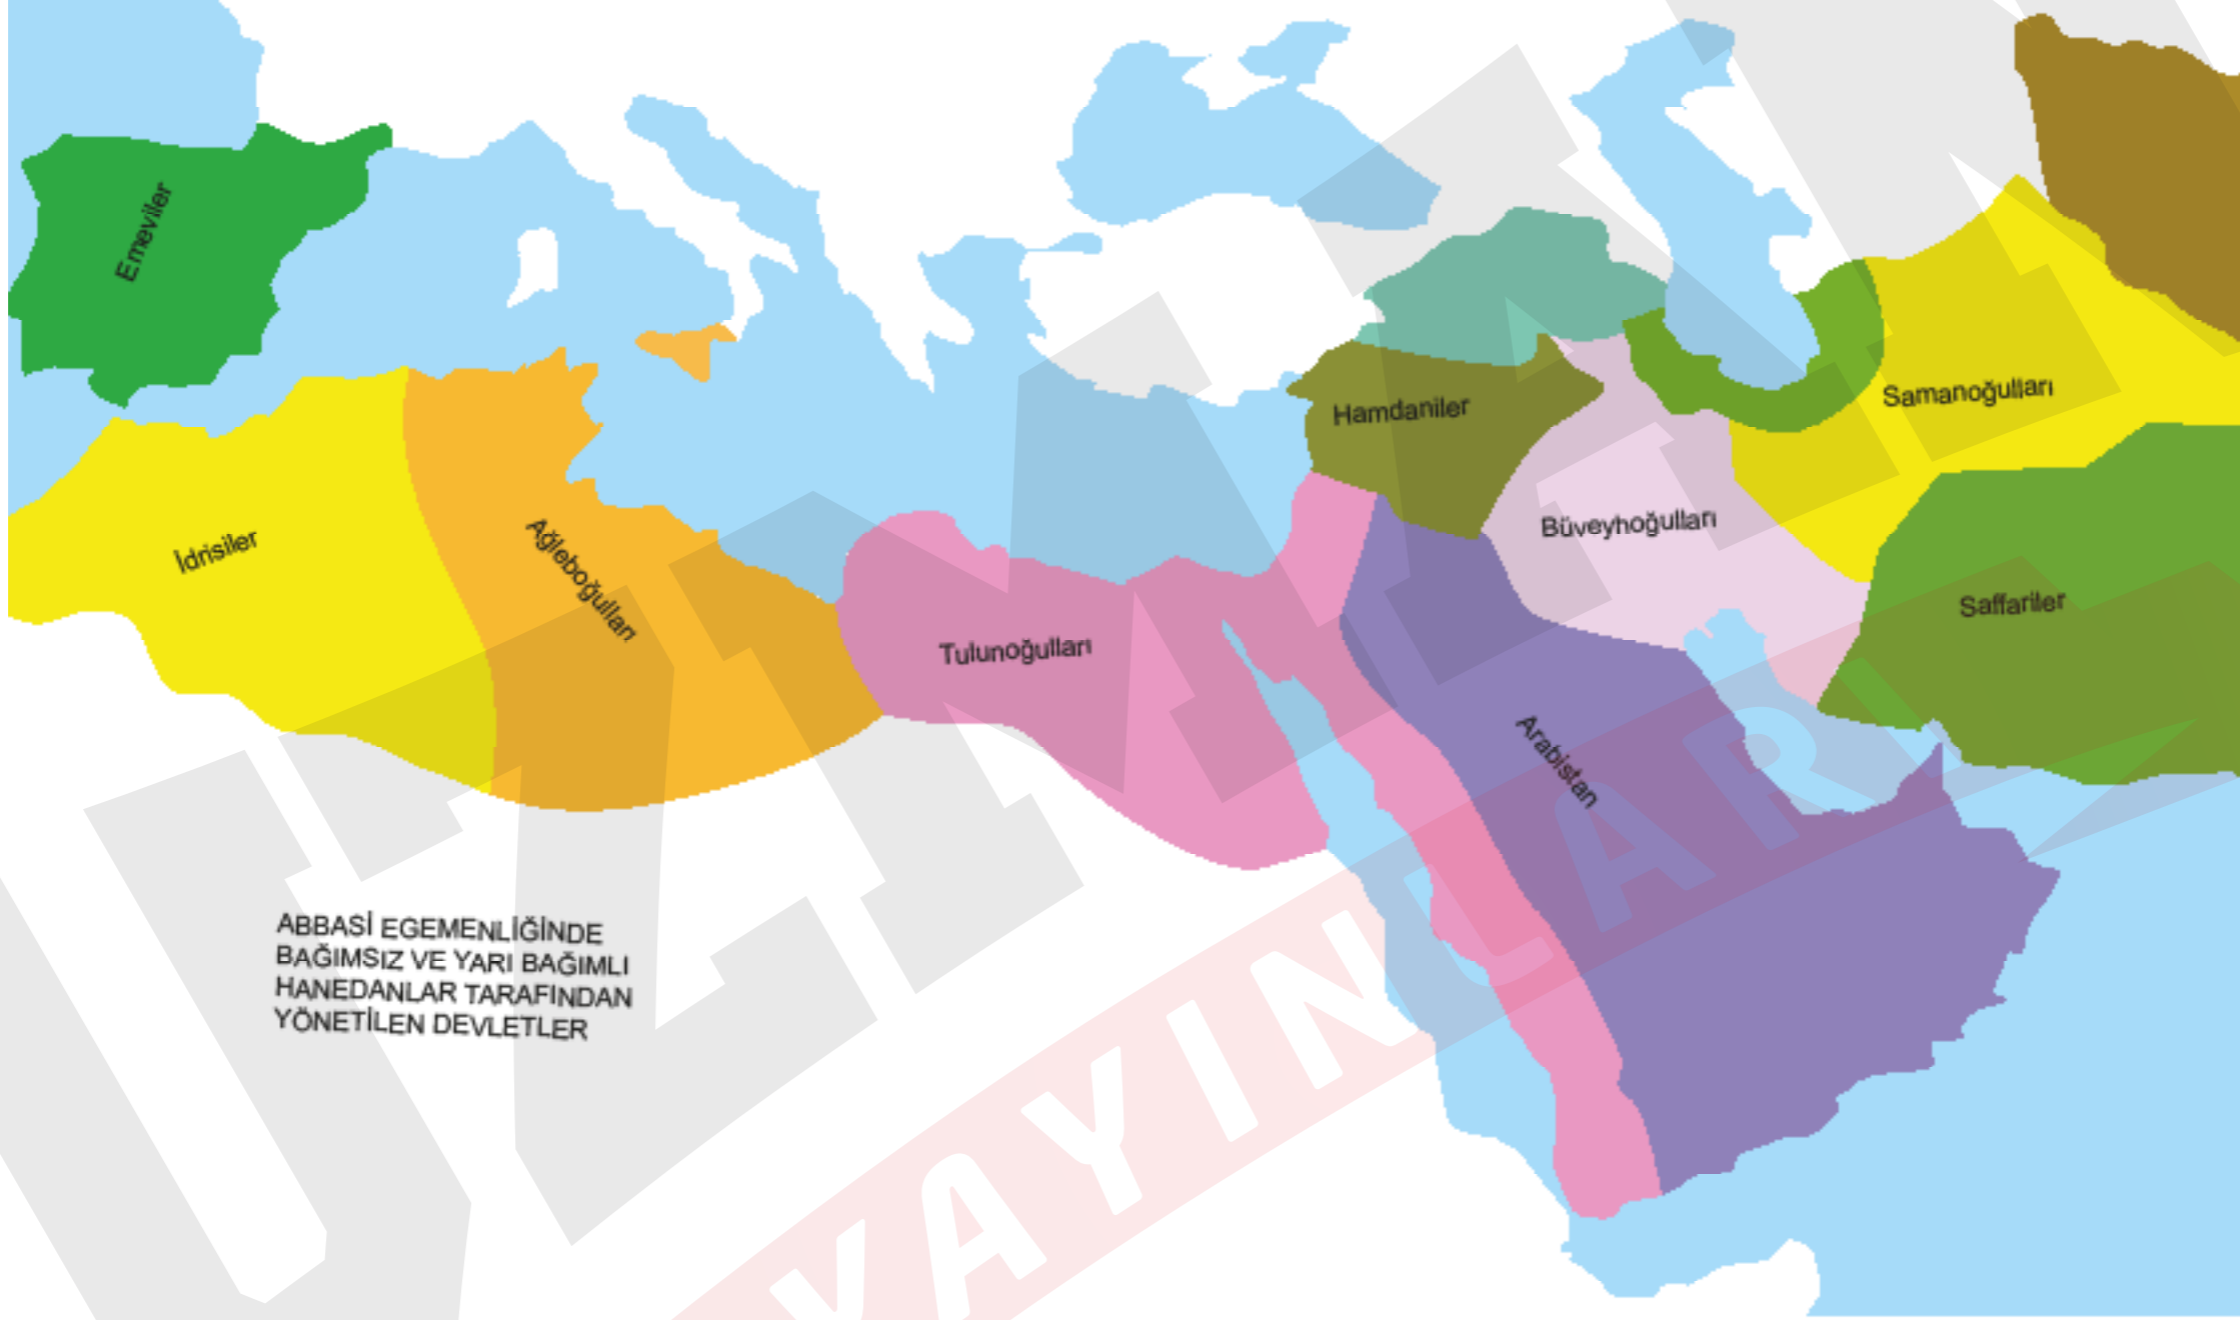 Emeviler
İdrisiler
Ağleboğulları
Tulunoğulları
Hamdaniler
Büveyhoğulları
Samanoğulları
Saffariler
Arabistan
ABBASİ EGEMENLİĞİNDE
BAĞIMSIZ VE YARI BAĞIMLI
HANEDANLAR TARAFINDAN
YÖNETİLEN DEVLETLER
YAYINLARI